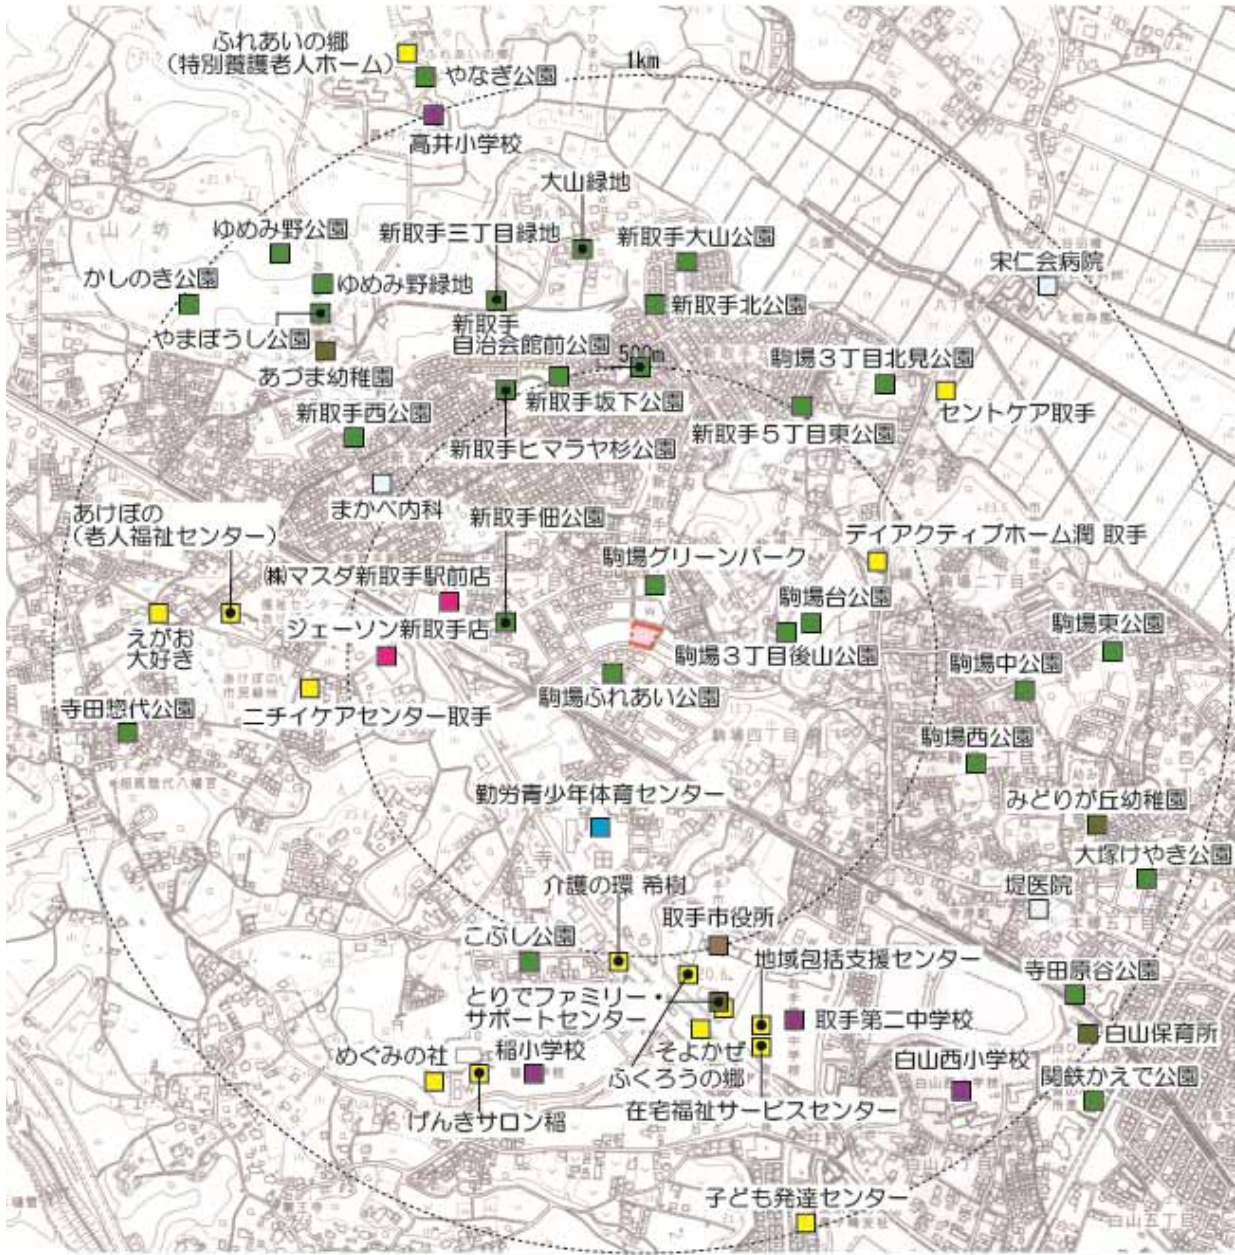 ふれあいの郷
(特別養護老人ホーム)
やなぎ公園
1km
高井小学校
大山緑地
ゆめみ野公園
新取手三丁目緑地
新取手大山公園
宋仁会病院
かしのき公園
ゆめみ野緑地
新取手北公園
やまぼうし公園
新取手
自治会館前公園
500m
駒場3丁目北見公園
あづま幼稚園
新取手坂下公園
セントケア取手
新取手西公園
新取手5丁目東公園
新取手ヒマラヤ杉公園
まかべ内科
あけぼの
(老人福祉センター)
新取手佃公園
デイアクティブホーム潤 取手
駒場グリーンパーク
㈱マスダ新取手駅前店
駒場台公園
ジェーソン新取手店
えがお
大好き
駒場3丁目後山公園
駒場東公園
駒場中公園
駒場ふれあい公園
寺田惣代公園
ニチイケアセンター取手
駒場西公園
勤労青少年体育センター
みどりが丘幼稚園
大塚けやき公園
介護の環 希樹
堤医院
こぶし公園
取手市役所
地域包括支援センター
寺田原谷公園
とりでファミリー・
サポートセンター
取手第二中学校
白山保育所
めぐみの社
稲小学校
そよかぜ
白山西小学校
ふくろうの郷
関鉄かえで公園
げんきサロン稲
在宅福祉サービスセンター
子ども発達センター
山ノ坊
駒場四丁目
白山五丁目